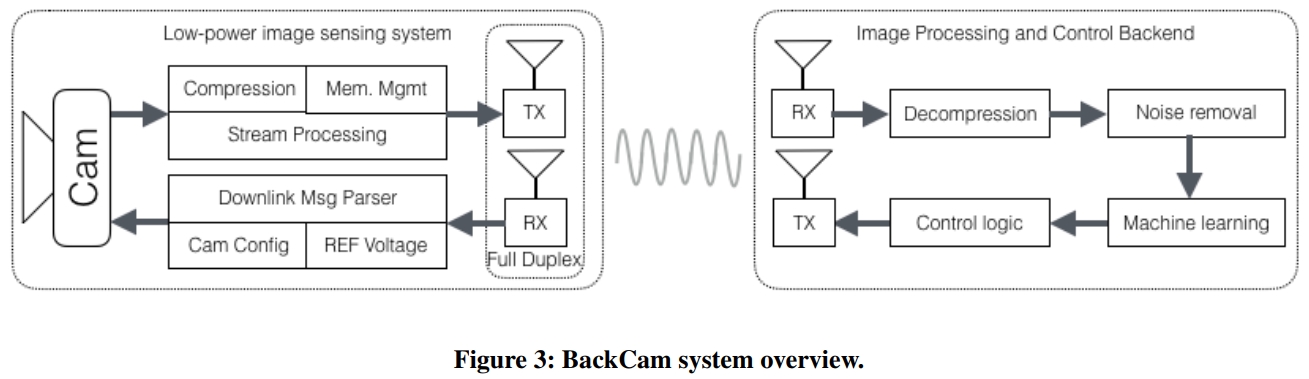 Low-power image sensing system
Cam
Compression
Mem. Mgmt
Stream Processing
TX
Downlink Msg Parser
Cam Config
REF Voltage
RX
Full Duplex
Image Processing and Control Backend
RX
Decompression
Noise removal
TX
Control logic
Machine learning
Figure 3: BackCam system overview.